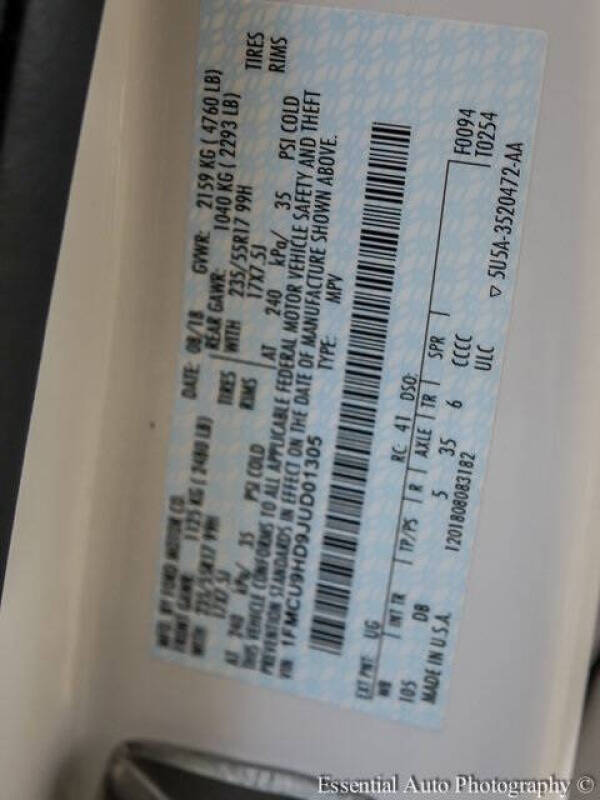 MFD. BY FORD MOTOR CO.
DATE: 08/18 GVWR: 2159 KG ( 4760 LB)
FRONT GAWR: 1125 KG ( 2480 LB)
REAR GAWR: 1040 KG ( 2293 LB)
WITH 235/55R17 99H TIRES
WITH 235/55R17 99H TIRES
17X7.5J RIMS
17X7.5J RIMS
AT 240 kPa/ 35 PSI COLD
AT 240 kPa/ 35 PSI COLD
THIS VEHICLE CONFORMS TO ALL APPLICABLE FEDERAL MOTOR VEHICLE SAFETY AND THEFT
PREVENTION STANDARDS IN EFFECT ON THE DATE OF MANUFACTURE SHOWN ABOVE.
VIN: 1FMCU9HD9JUD01305 TYPE: MPV
EXT PNT: UG RC: 41 DSO: F0094
WB INT TR TP/PS R AXLE TR SPR T0254
105 DB 5 35 6 CCCC
MADE IN U.S.A. 1201808083182 ULC
▽ 5U5A-3520472-AA
Essential Auto Photography ©